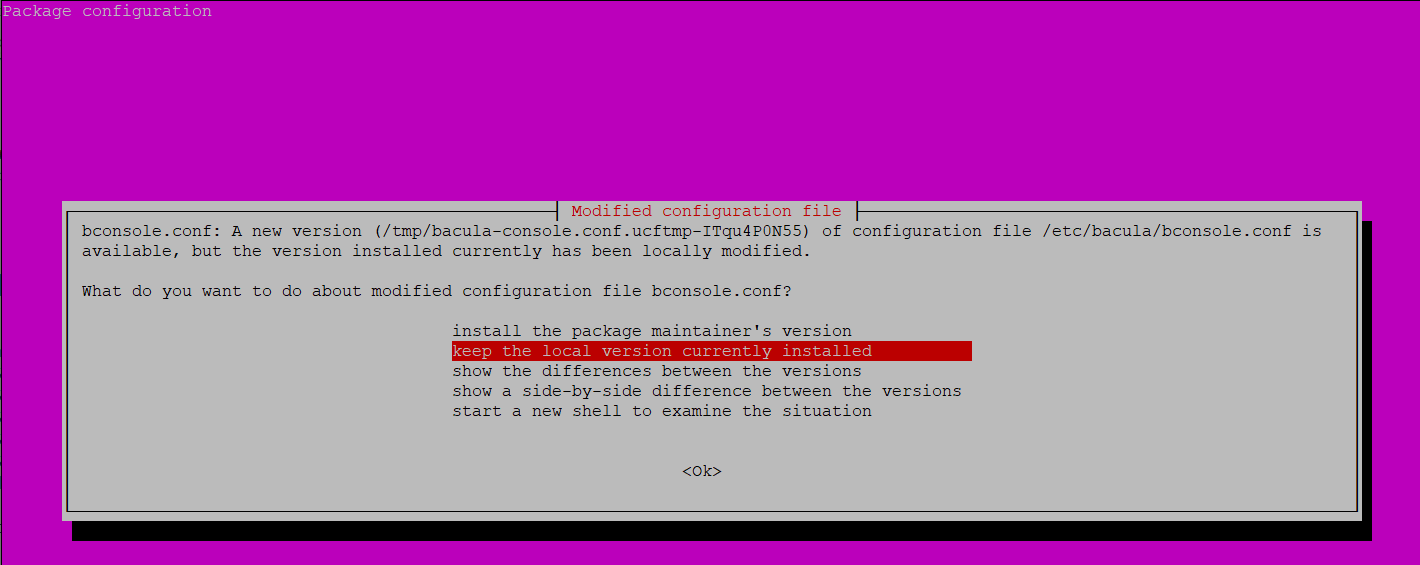 Package configuration
Modified configuration file
bconsole.conf: A new version (/tmp/bacula-console.conf.ucftmp-ITqu4P0N55) of configuration file /etc/bacula/bconsole.conf is
available, but the version installed currently has been locally modified.
What do you want to do about modified configuration file bconsole.conf?
install the package maintainer's version
keep the local version currently installed
show the differences between the versions
show a side-by-side difference between the versions
start a new shell to examine the situation
<Ok>